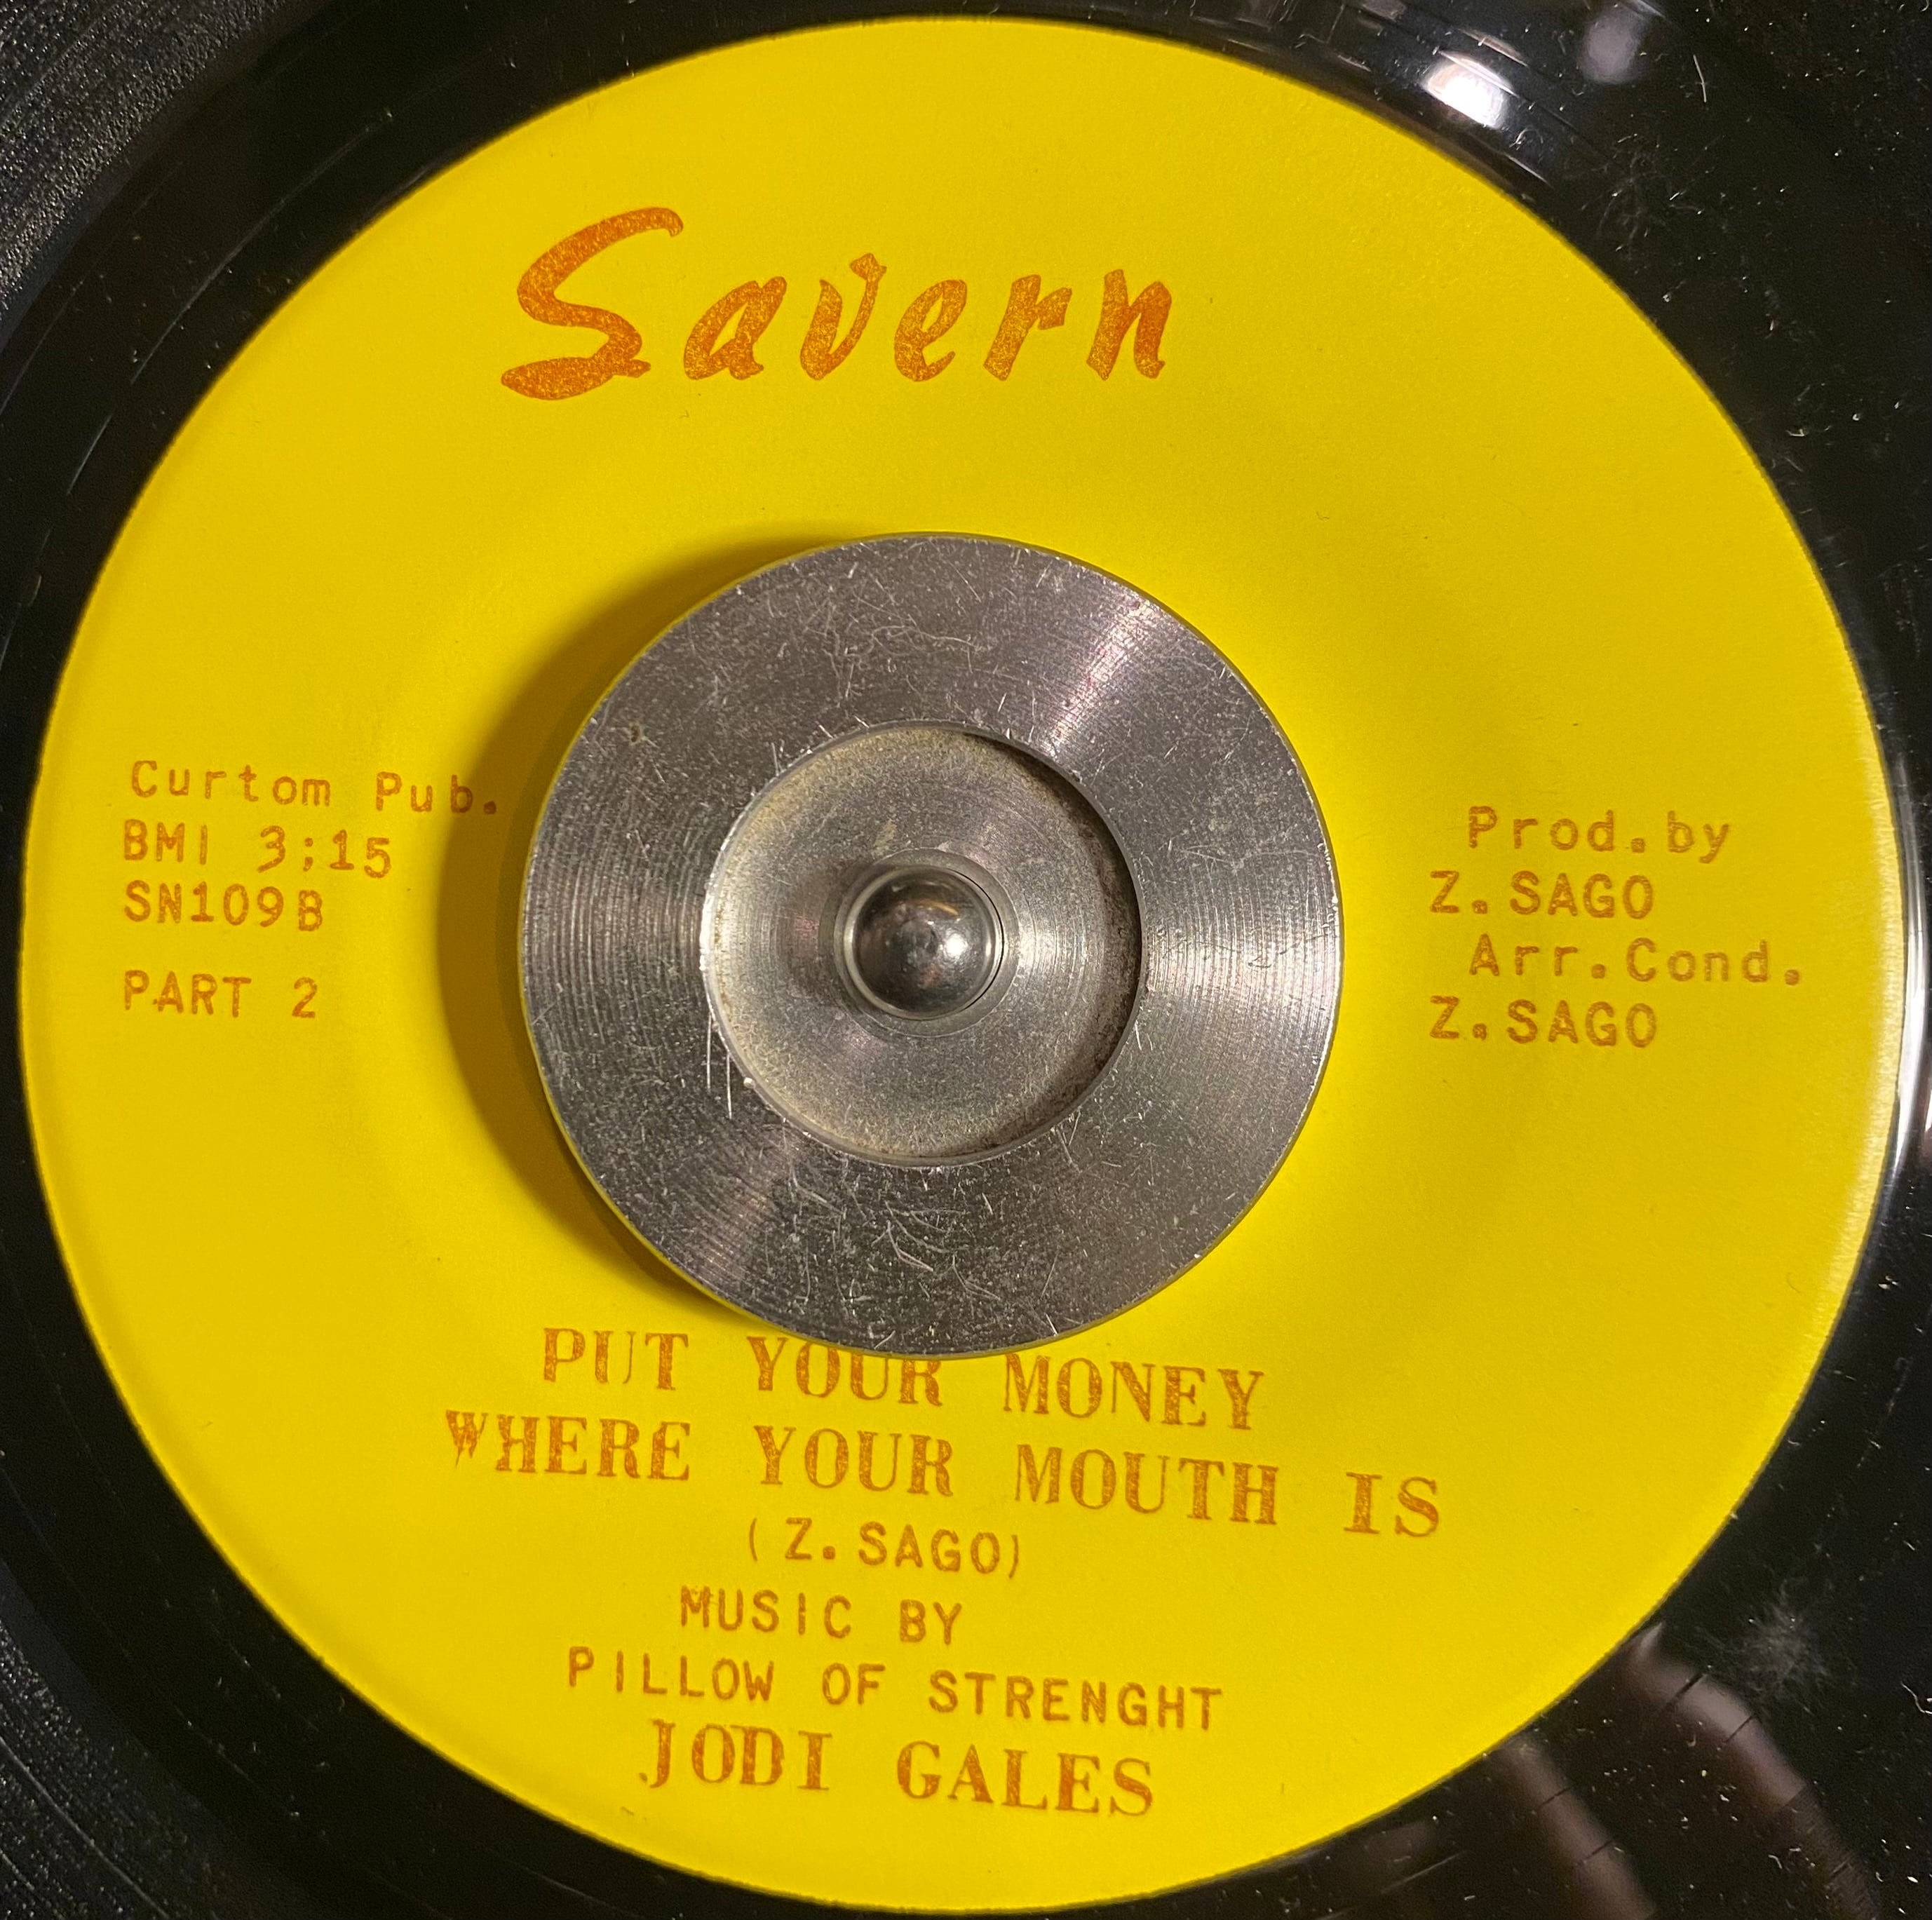 Savern
Curtom Pub.
BMI 3;15
SN109B
PART 2
Prod.by
Z.SAGO
Arr.Cond.
Z.SAGO
PUT YOUR MONEY
WHERE YOUR MOUTH IS
(Z.SAGO)
MUSIC BY
PILLOW OF STRENGHT
JODI GALES